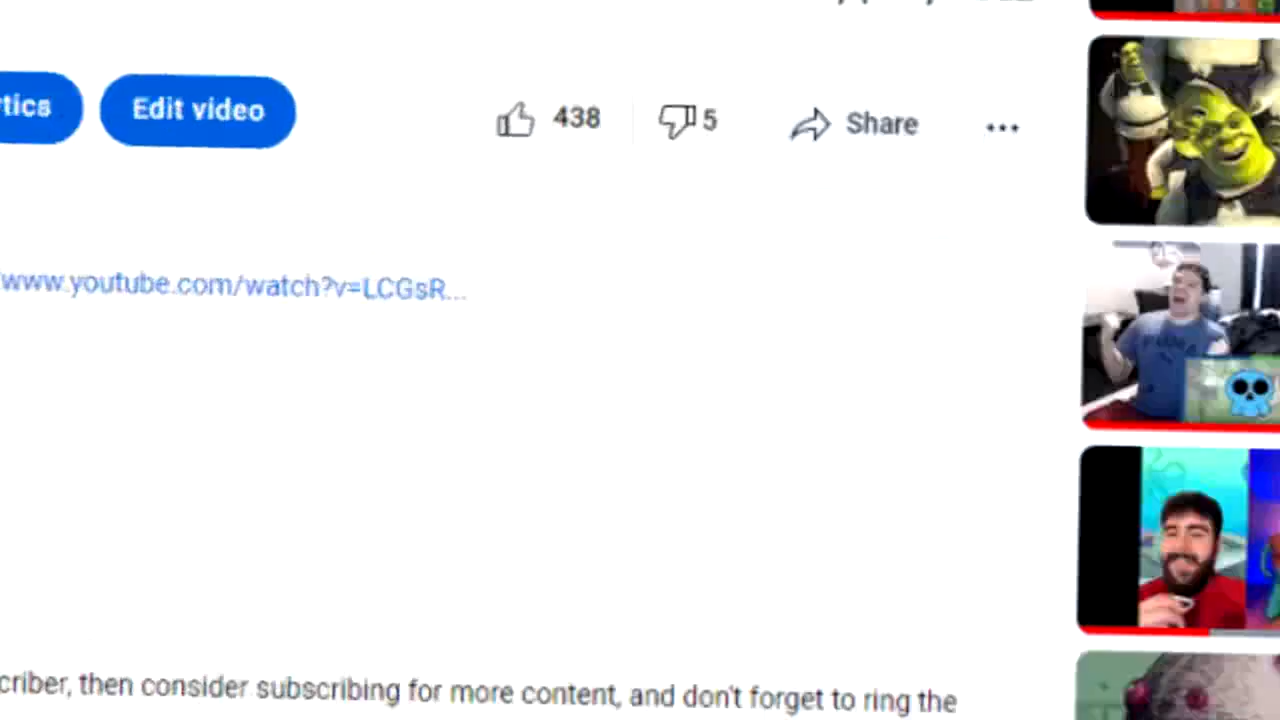 tics
Edit video
438
5
Share
www.youtube.com/watch?v=LCGsR...
criber, then consider subscribing for more content, and don't forget to ring the